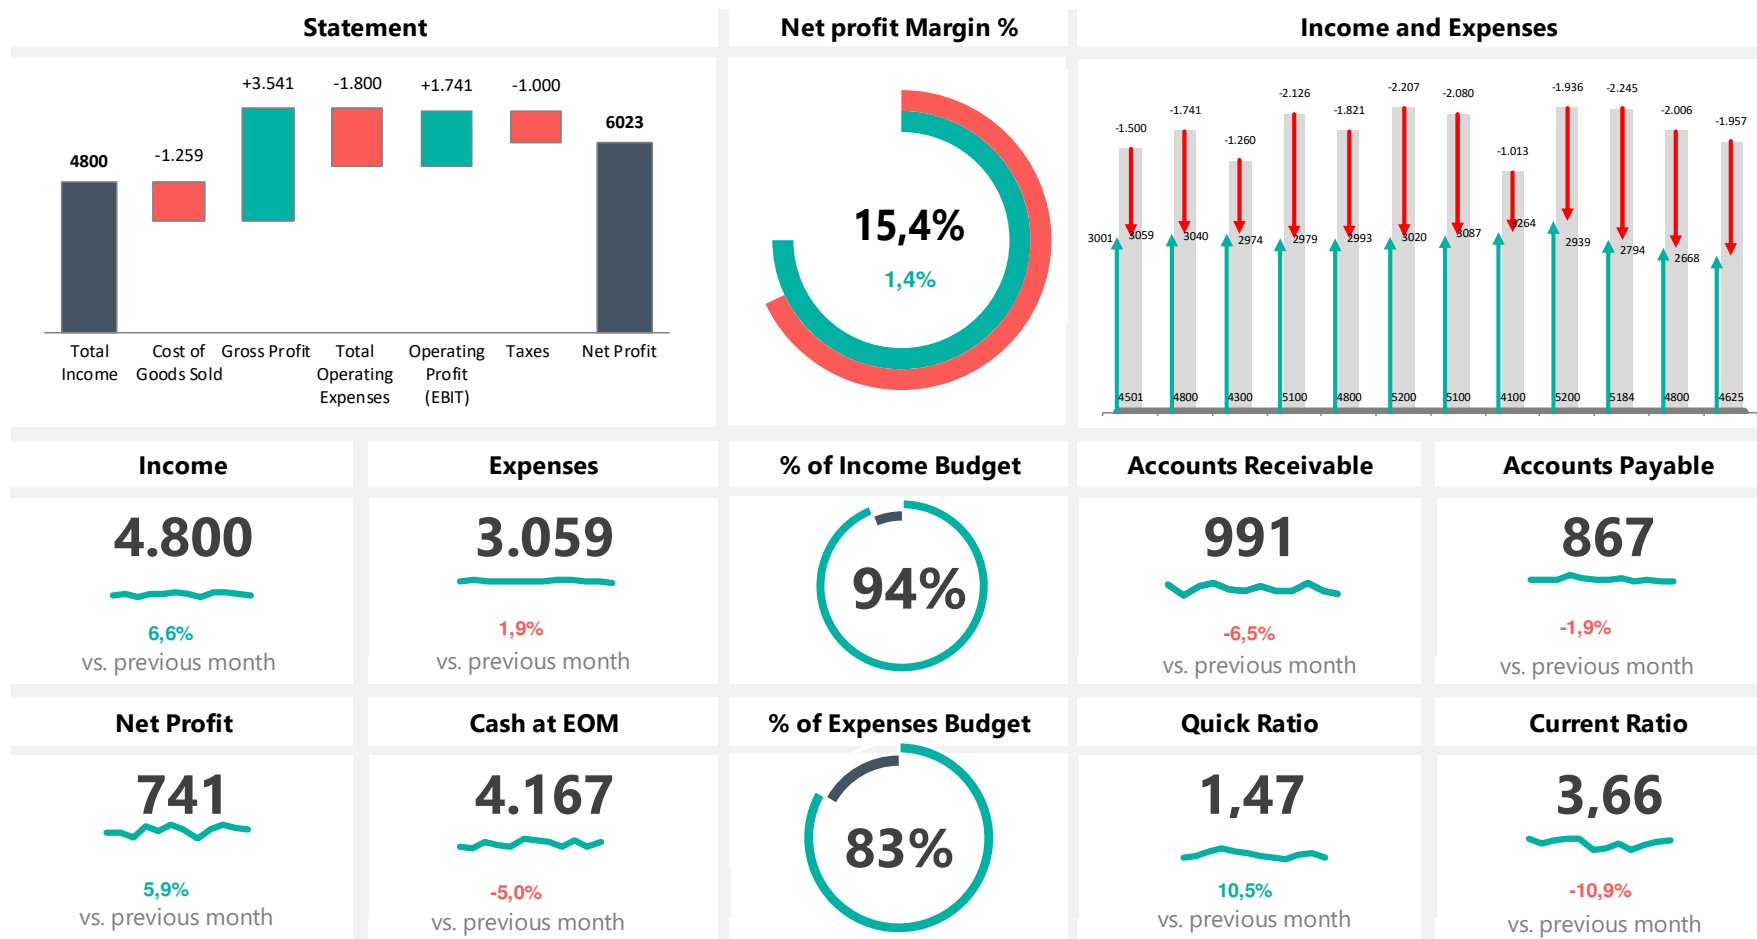 Statement
Net profit Margin %
Income and Expenses
+3.541
-1.800
+1.741
-1.000
4800
-1.259
6023
Total
Income
Cost of
Goods Sold
Gross Profit
Total
Operating
Expenses
Operating
Profit
(EBIT)
Taxes
Net Profit
15,4%
1,4%
-1.500
-1.741
-1.260
-2.126
-1.821
-2.207
-2.080
-1.013
-1.936
-2.245
-2.006
-1.957
3001
3059
3040
2974
2979
2993
3020
3087
3264
2939
2794
2668
4501
4800
4300
5100
4800
5200
5100
4100
5200
5184
4800
4625
Income
Expenses
% of Income Budget
Accounts Receivable
Accounts Payable
4.800
6,6%
vs. previous month
3.059
1,9%
vs. previous month
94%
991
-6,5%
vs. previous month
867
-1,9%
vs. previous month
Net Profit
Cash at EOM
% of Expenses Budget
Quick Ratio
Current Ratio
741
5,9%
vs. previous month
4.167
-5,0%
vs. previous month
83%
1,47
10,5%
vs. previous month
3,66
-10,9%
vs. previous month